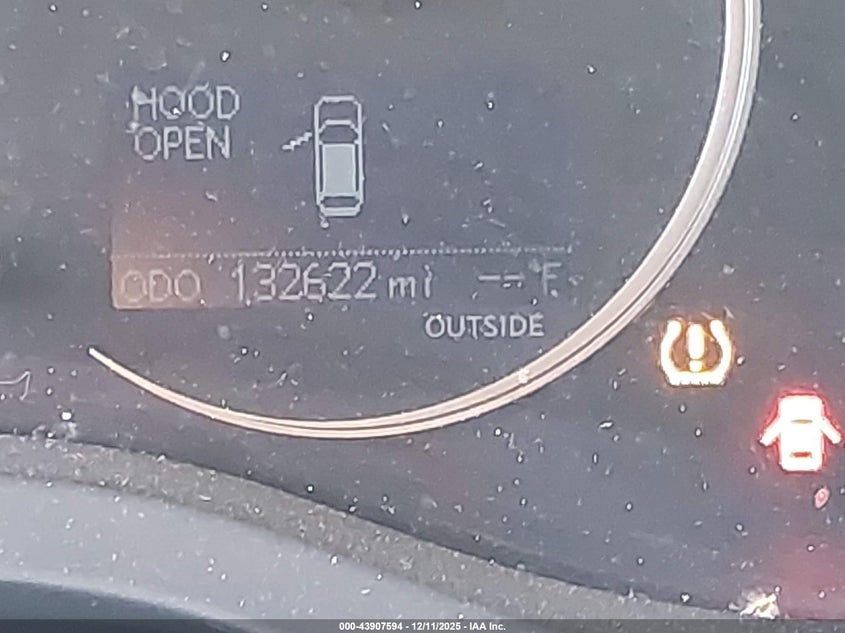 HOOD
OPEN
ODO 132622 mi --°F
OUTSIDE
000-43907594 - 12/11/2025 - IAA Inc.